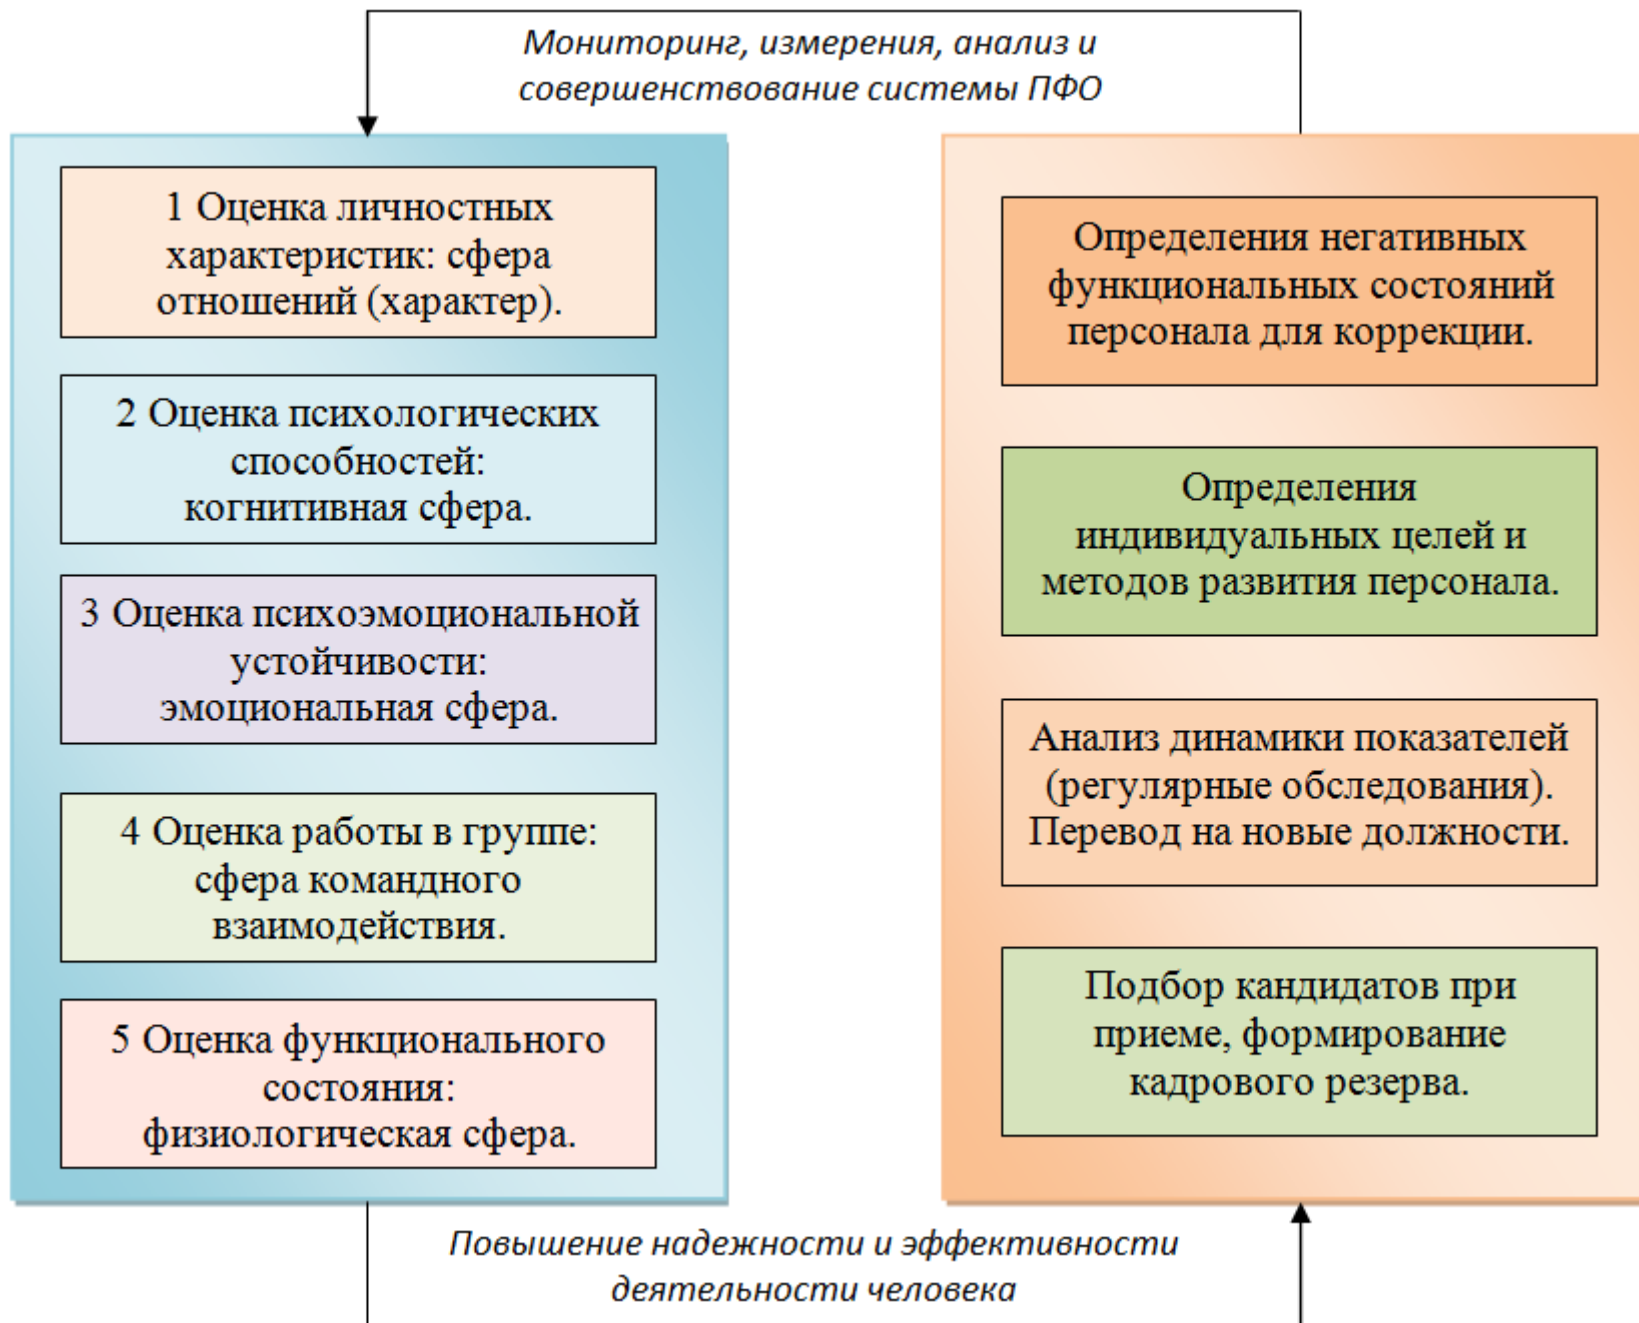 Мониторинг, измерения, анализ и
совершенствование системы ПФО
1 Оценка личностных
характеристик: сфера
отношений (характер).
2 Оценка психологических
способностей:
когнитивная сфера.
3 Оценка психоэмоциональной
устойчивости:
эмоциональная сфера.
4 Оценка работы в группе:
сфера командного
взаимодействия.
5 Оценка функционального
состояния:
физиологическая сфера.
Определения негативных
функциональных состояний
персонала для коррекции.
Определения
индивидуальных целей и
методов развития персонала.
Анализ динамики показателей
(регулярные обследования).
Перевод на новые должности.
Подбор кандидатов при
приеме, формирование
кадрового резерва.
Повышение надежности и эффективности
деятельности человека